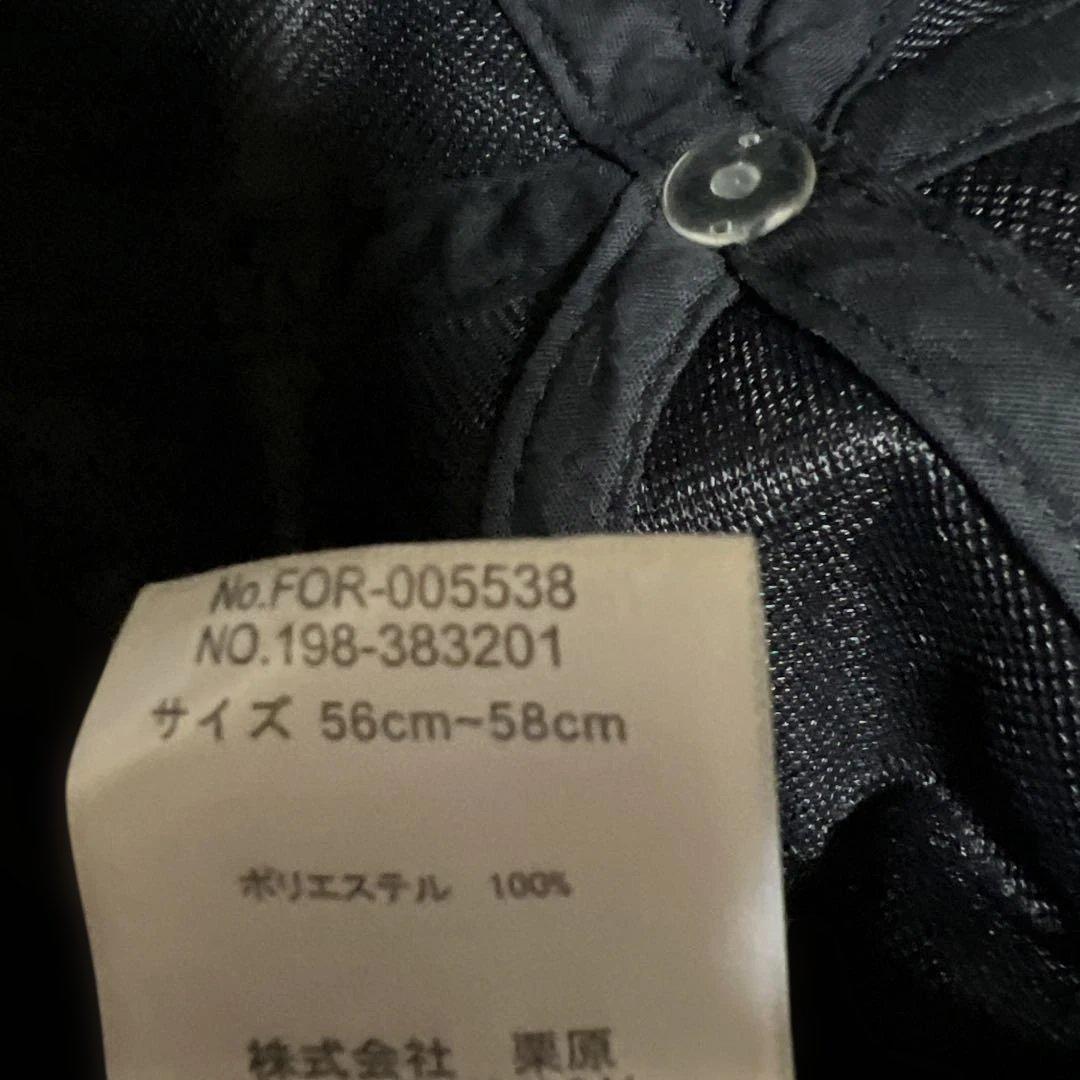 No.FOR-005538
NO.198-383201
サイズ 56cm~58cm
ポリエステル 100%
株式会社 栗原